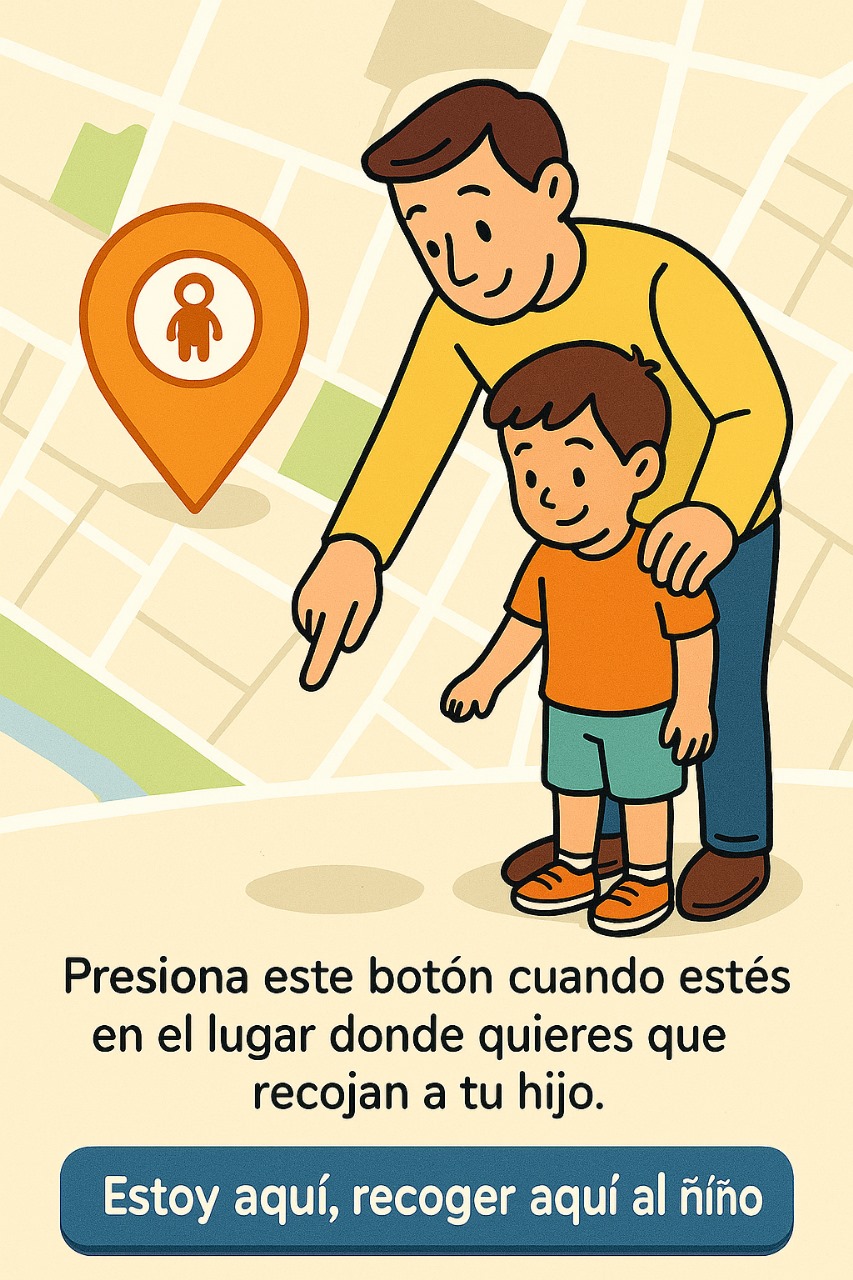 Presiona este botón cuando estés
en el lugar donde quieres que
recojan a tu hijo.
Estoy aquí, recoger aquí al ñíño